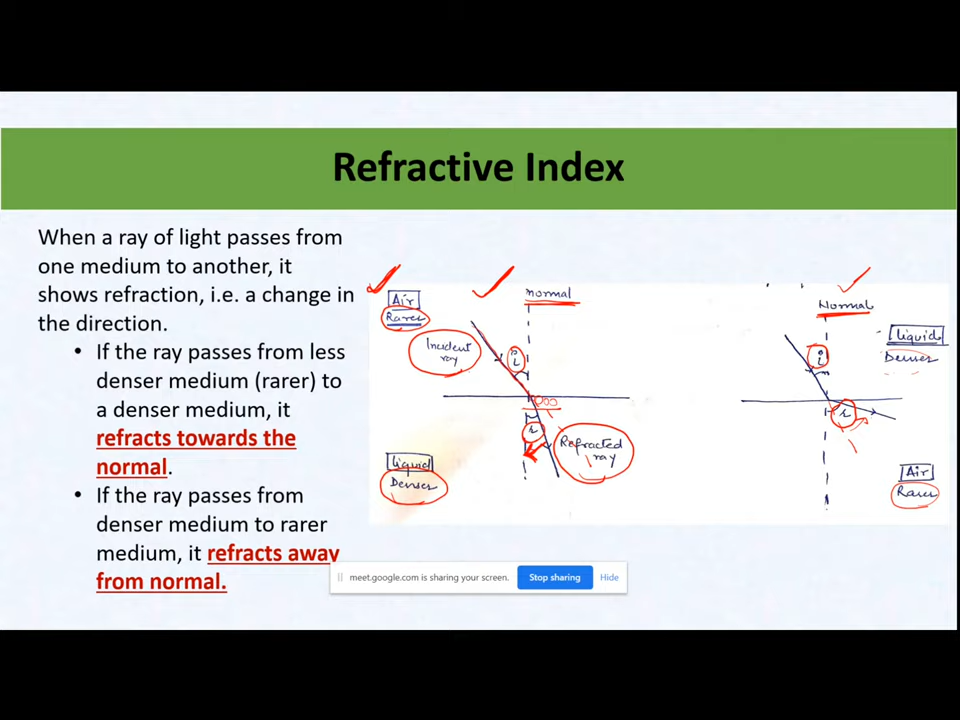 Refractive Index
When a ray of light passes from
one medium to another, it
shows refraction, i.e. a change in
the direction.
• If the ray passes from less
denser medium (rarer) to
a denser medium, it
refracts towards the
normal.
• If the ray passes from
denser medium to rarer
medium, it refracts away
from normal.
Air
Rarer
normal
Incident
ray
i
r
Refracted
ray
Liquid
Denser
Normal
Liquid
Denser
i
r
Air
Rarer
meet.google.com is sharing your screen.
Stop sharing
Hide